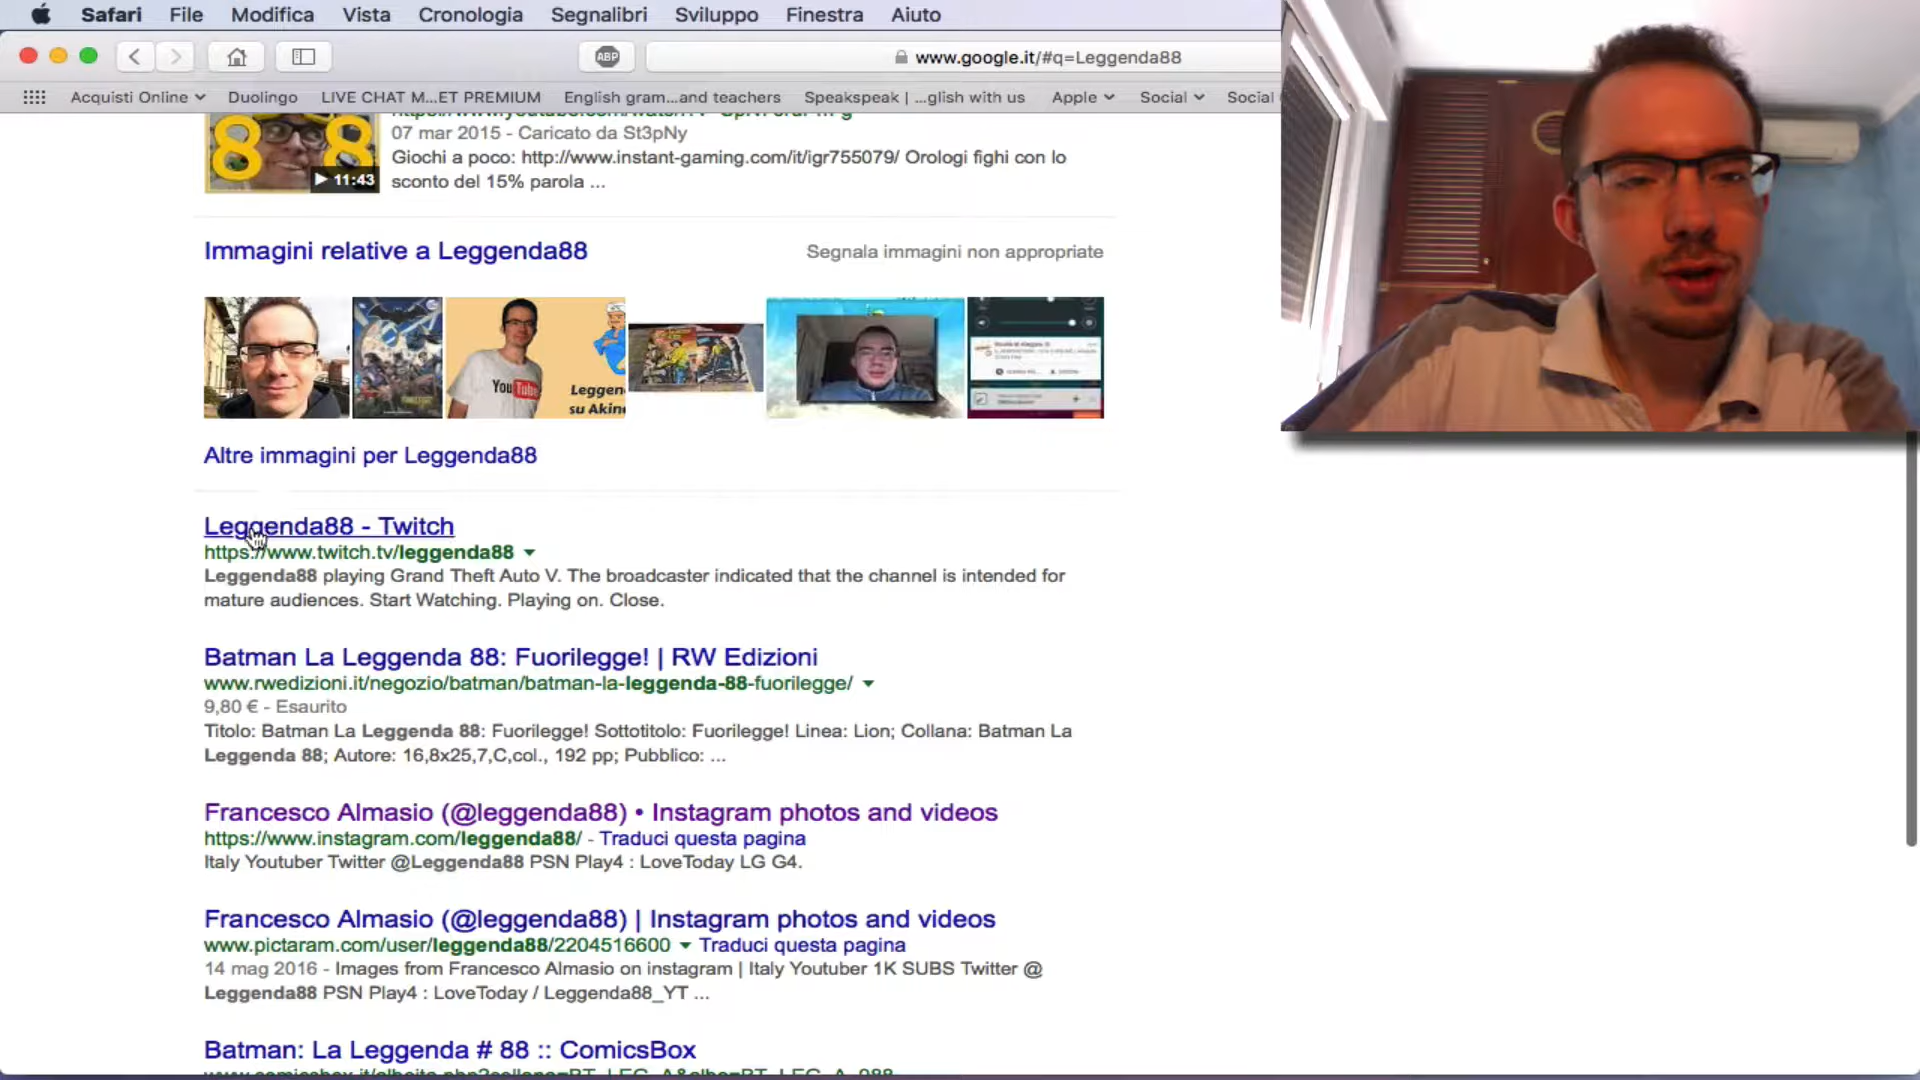 Safari File Modifica Vista Cronologia Segnalibri Sviluppo Finestra Aiuto
ABP www.google.it/#q=Leggenda88
Acquisti Online Duolingo LIVE CHAT M...ET PREMIUM English gram...and teachers Speakspeak | ...glish with us Apple Social Social
07 mar 2015 - Caricato da St3pNy
8 8
11:43
Giochi a poco: http://www.instant-gaming.com/it/igr755079/ Orologi fighi con lo
sconto del 15% parola ...
Immagini relative a Leggenda88 Segnala immagini non appropriate
You Tube
Leggen
su Akin
Altre immagini per Leggenda88
Leggenda88 - Twitch
https://www.twitch.tv/leggenda88
Leggenda88 playing Grand Theft Auto V. The broadcaster indicated that the channel is intended for
mature audiences. Start Watching. Playing on. Close.
Batman La Leggenda 88: Fuorilegge! | RW Edizioni
www.rwedizioni.it/negozio/batman/batman-la-leggenda-88-fuorilegge/
9,80 € - Esaurito
Titolo: Batman La Leggenda 88: Fuorilegge! Sottotitolo: Fuorilegge! Linea: Lion; Collana: Batman La
Leggenda 88; Autore: 16,8x25,7,C,col., 192 pp; Pubblico: ...
Francesco Almasio (@leggenda88) • Instagram photos and videos
https://www.instagram.com/leggenda88/ - Traduci questa pagina
Italy Youtuber Twitter @Leggenda88 PSN Play4 : LoveToday LG G4.
Francesco Almasio (@leggenda88) | Instagram photos and videos
www.pictaram.com/user/leggenda88/2204516600 Traduci questa pagina
14 mag 2016 - Images from Francesco Almasio on instagram | Italy Youtuber 1K SUBS Twitter @
Leggenda88 PSN Play4 : LoveToday / Leggenda88_YT ...
Batman: La Leggenda # 88 :: ComicsBox